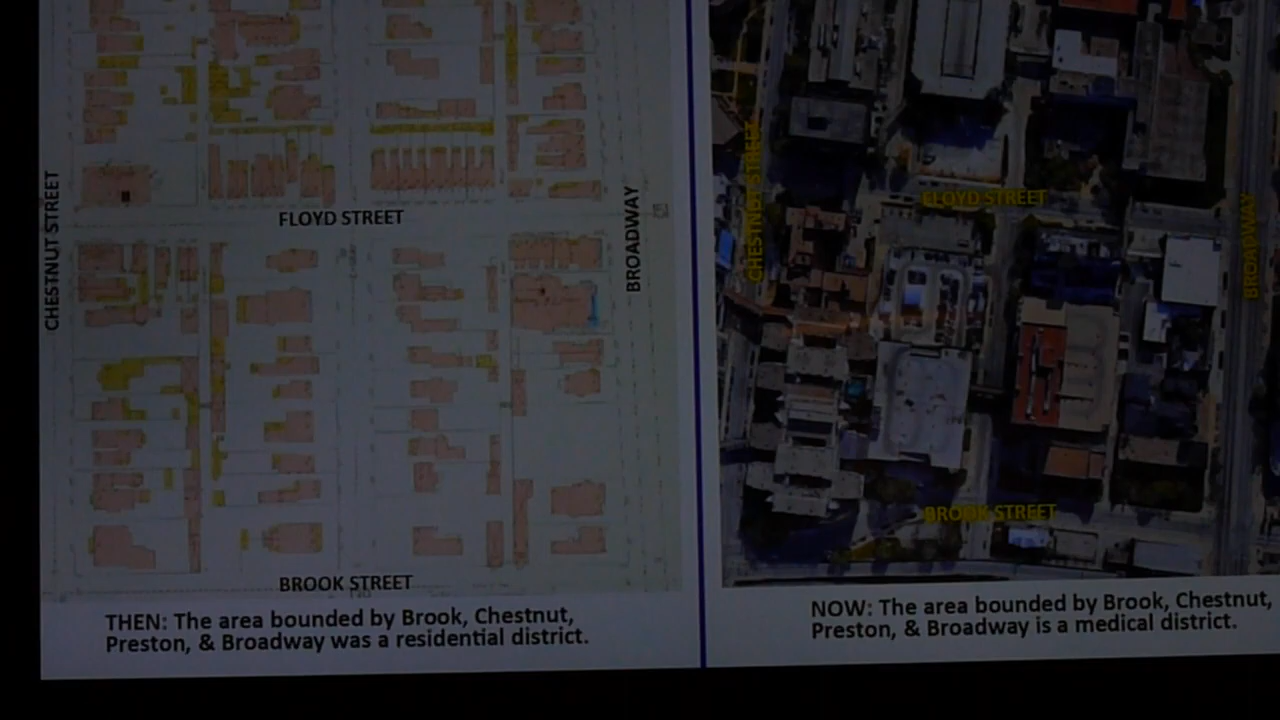 CHESTNUT STREET
FLOYD STREET
BROADWAY
BROOK STREET
THEN: The area bounded by Brook, Chestnut,
Preston, & Broadway was a residential district.
CHESTNUT STREET
FLOYD STREET
BROADWAY
BROOK STREET
NOW: The area bounded by Brook, Chestnut,
Preston, & Broadway is a medical district.